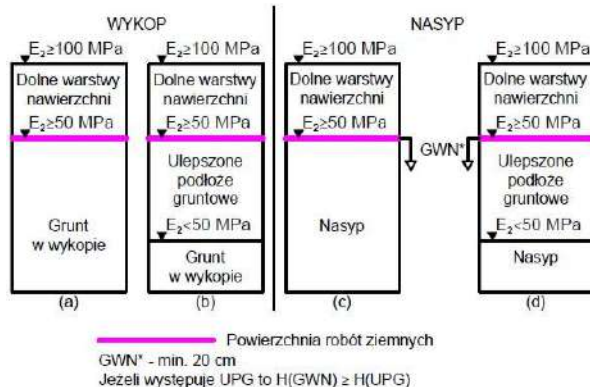 WYKOP
NASYP
E₂≥100 MPa
E₂≥100 MPa
E₂≥100 MPa
E₂≥100 MPa
Dolne warstwy
nawierzchni
Dolne warstwy
nawierzchni
Dolne warstwy
nawierzchni
Dolne warstwy
nawierzchni
E₂≥50 MPa
E₂≥50 MPa
E₂≥50 MPa
E₂≥50 MPa
GWN*
Grunt
w wykopie
Ulepszone
podłoże
gruntowe
Nasyp
Ulepszone
podłoże
gruntowe
E₂<50 MPa
E₂<50 MPa
Grunt
w wykopie
Nasyp
(a)
(b)
(c)
(d)
Powierzchnia robót ziemnych
GWN* - min. 20 cm
Jeżeli występuje UPG to H(GWN) ≥ H(UPG)